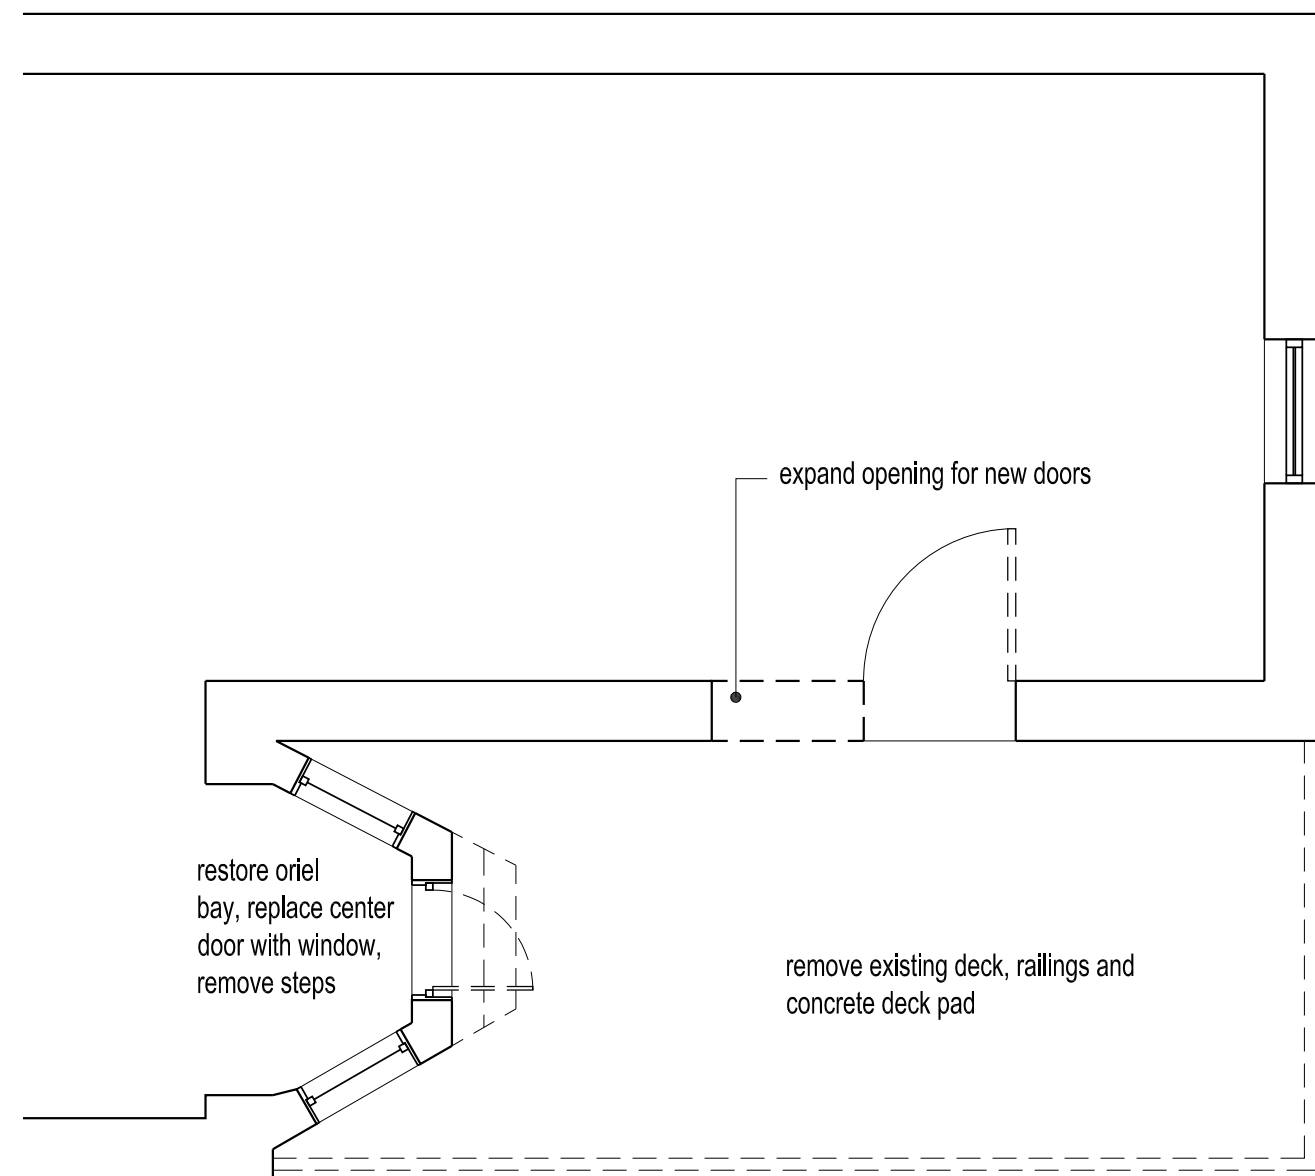 expand opening for new doors
restore oriel
bay, replace center
door with window,
remove steps
remove existing deck, railings and
concrete deck pad